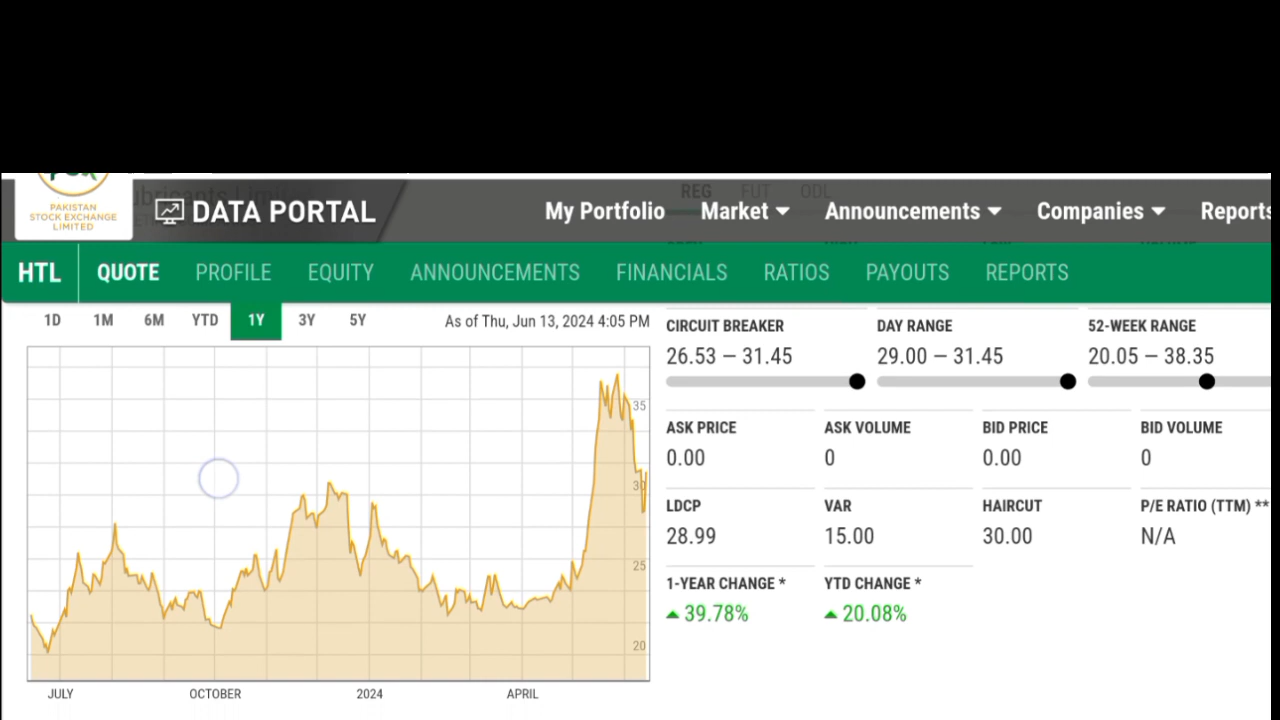 PAKISTAN
STOCK EXCHANGE
LIMITED
DATA PORTAL
REG FUT ODL
My Portfolio Market Announcements Companies Reports
HTL QUOTE PROFILE EQUITY ANNOUNCEMENTS FINANCIALS RATIOS PAYOUTS REPORTS
1D 1M 6M YTD 1Y 3Y 5Y
As of Thu, Jun 13, 2024 4:05 PM
35
30
25
20
JULY OCTOBER 2024 APRIL
CIRCUIT BREAKER DAY RANGE 52-WEEK RANGE
26.53 — 31.45 29.00 — 31.45 20.05 — 38.35
ASK PRICE ASK VOLUME BID PRICE BID VOLUME
0.00 0 0.00 0
LDCP VAR HAIRCUT P/E RATIO (TTM) **
28.99 15.00 30.00 N/A
1-YEAR CHANGE * YTD CHANGE *
39.78% 20.08%